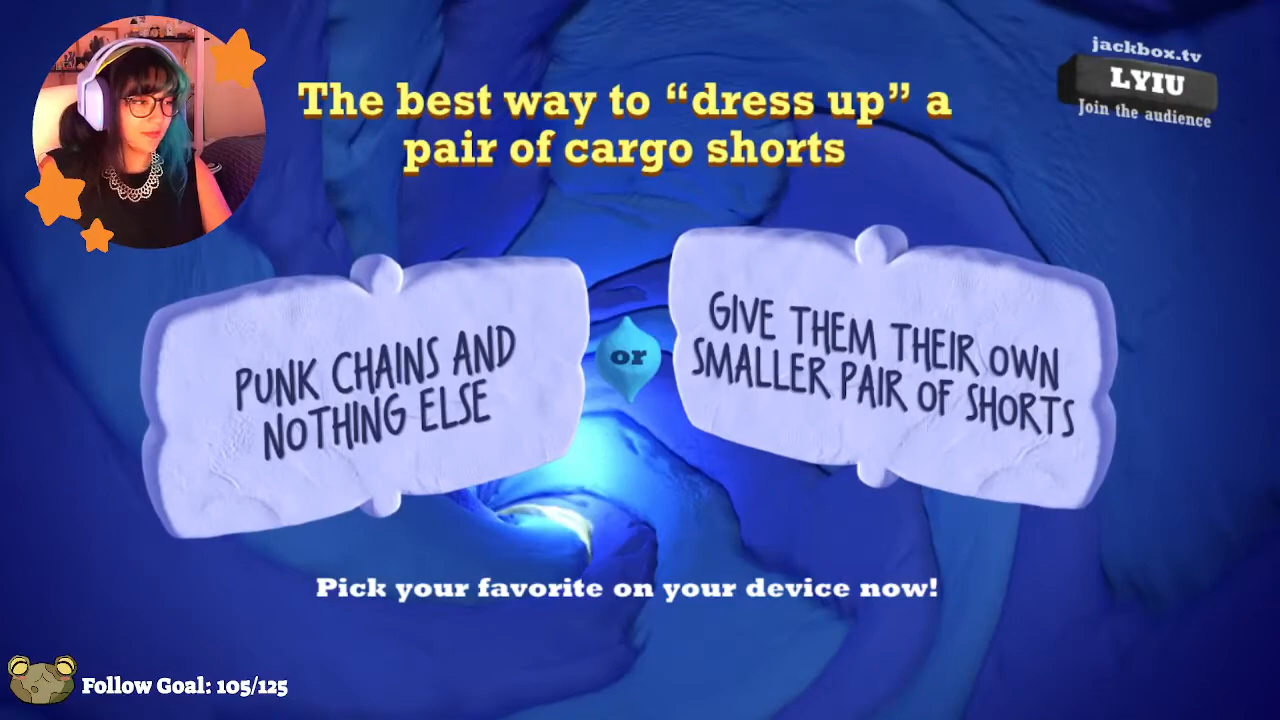 jackbox.tv
LYIU
Join the audience
The best way to “dress up” a
pair of cargo shorts
PUNK CHAINS AND
NOTHING ELSE
or
GIVE THEM THEIR OWN
SMALLER PAIR OF SHORTS
Pick your favorite on your device now!
Follow Goal: 105/125